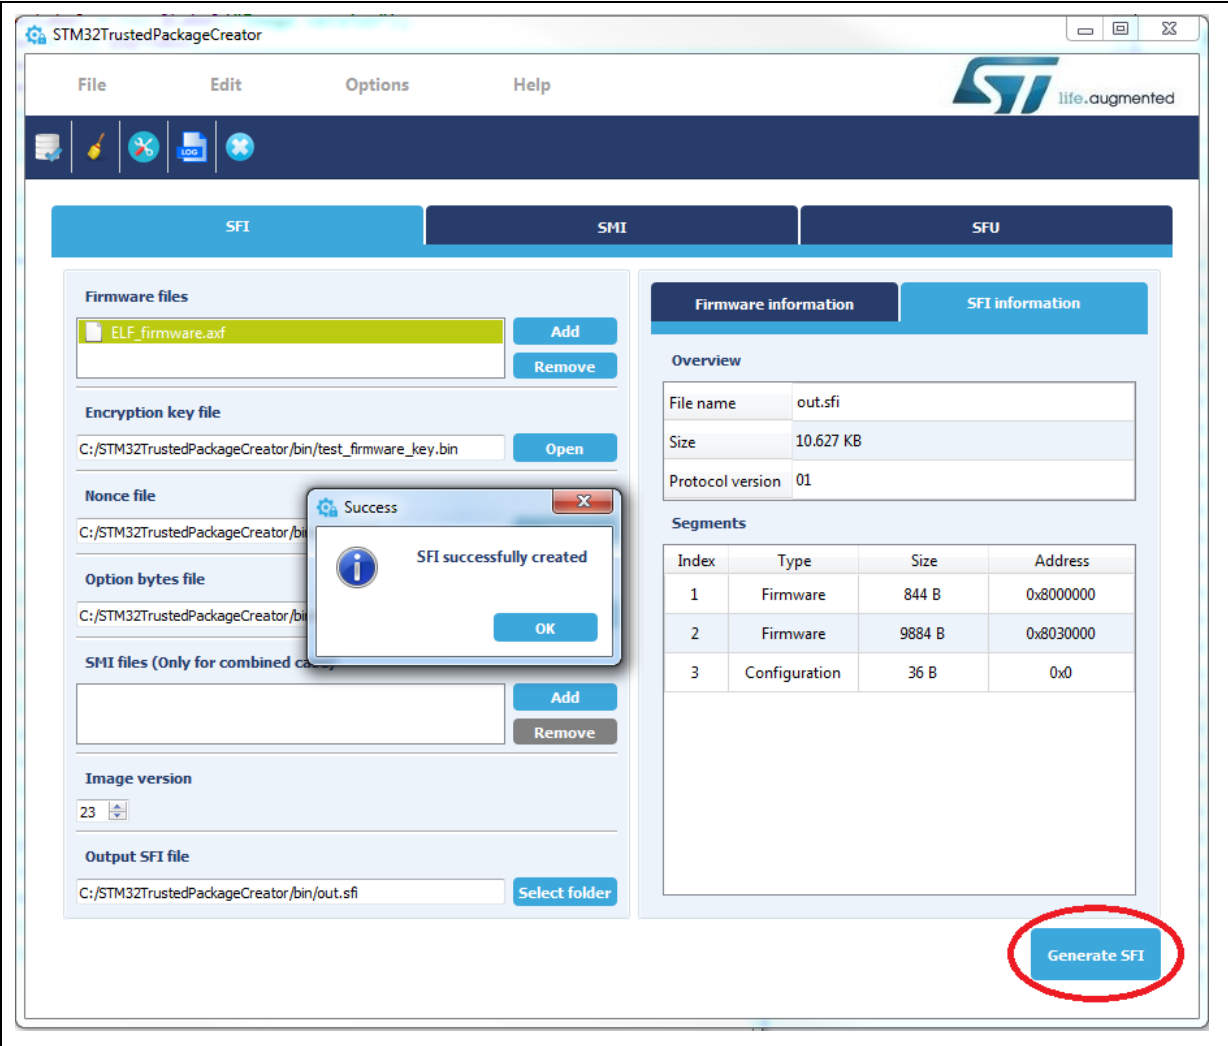 STM32TrustedPackageCreator
File Edit Options Help
life.augmented
LOG
SFI SMI SFU
Firmware files
ELF_firmware.axf
Add
Remove
Encryption key file
C:/STM32TrustedPackageCreator/bin/test_firmware_key.bin
Open
Nonce file
C:/STM32TrustedPackageCreator/bi
Option bytes file
C:/STM32TrustedPackageCreator/bi
SMI files (Only for combined case)
Add
Remove
Image version
23
Output SFI file
C:/STM32TrustedPackageCreator/bin/out.sfi
Select folder
Success
SFI successfully created
OK
Firmware information SFI information
Overview
File name out.sfi
Size 10.627 KB
Protocol version 01
Segments
Index Type Size Address
1 Firmware 844 B 0x8000000
2 Firmware 9884 B 0x8030000
3 Configuration 36 B 0x0
Generate SFI